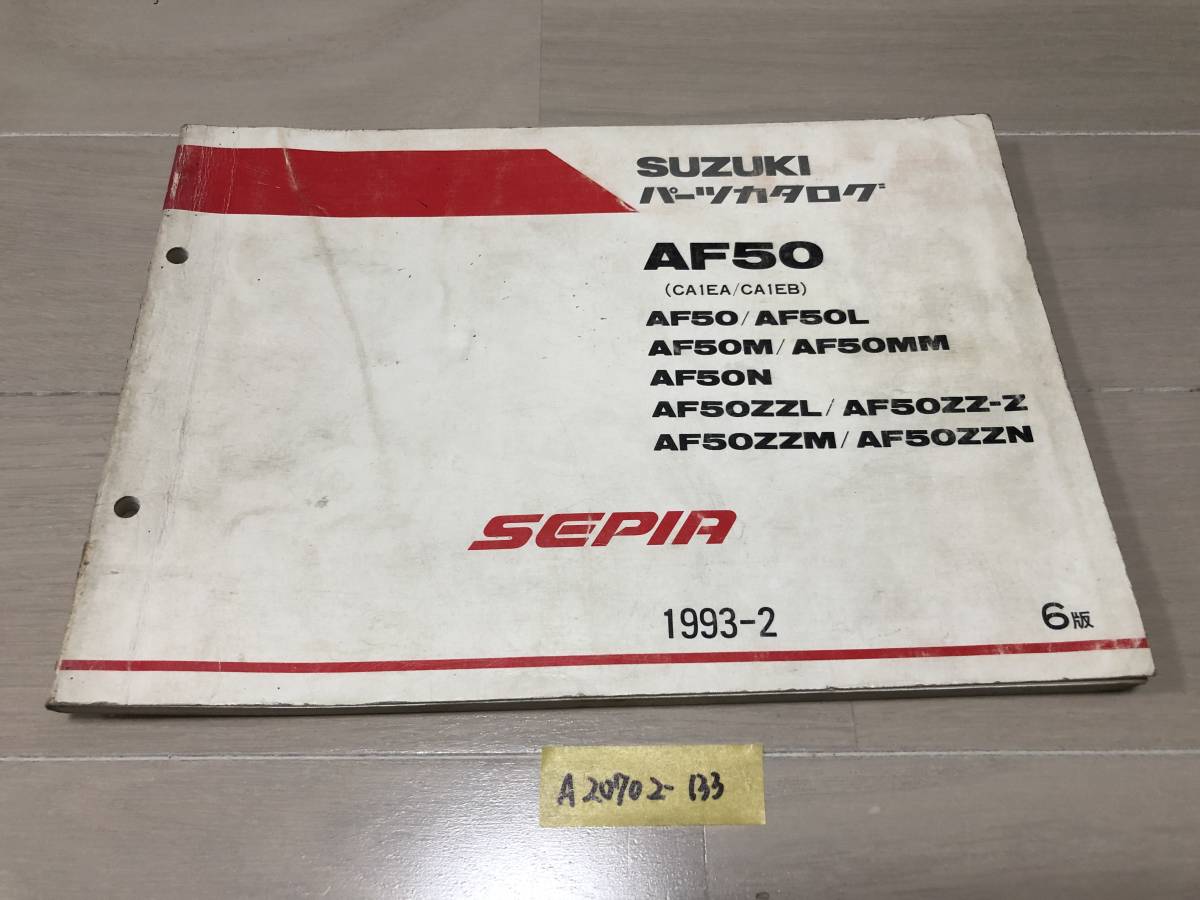 SUZUKI
パーツカタログ
AF50
(CA1EA/CA1EB)
AF50/AF50L
AF50M/AF50MM
AF50N
AF50ZZL/AF50ZZ-Z
AF50ZZM/AF50ZZN
SEPIA
1993-2
6版
A20702-133